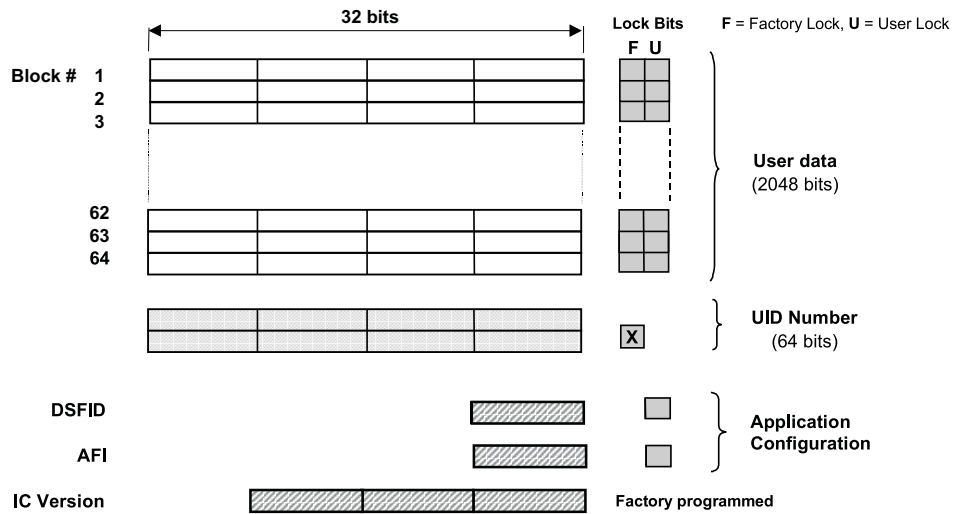 32 bits
Lock Bits
F = Factory Lock, U = User Lock
F U
Block # 1
2
3
User data
(2048 bits)
62
63
64
UID Number
(64 bits)
X
DSFID
Application
Configuration
AFI
IC Version
Factory programmed